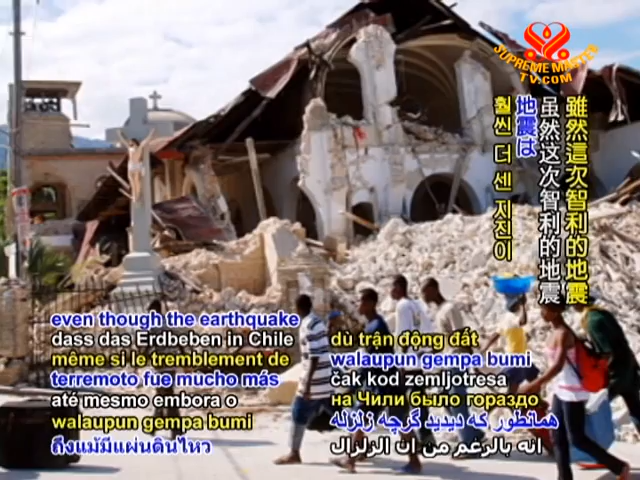 SUPREME MASTER
TV.COM
雖然這次智利的地震
虽然这次智利的地震
地震は
훨씬 더 센 지진이
even though the earthquake
dass das Erdbeben in Chile
même si le tremblement de
terremoto fue mucho más
até mesmo embora o
walaupun gempa bumi
ถึงแม้มีแผ่นดินไหว
dù trận động đất
walaupun gempa bumi
čak kod zemljotresa
на Чили было гораздо
همانطور که دیدید گرچه زلزله
انه بالرغم من ان الزلزال